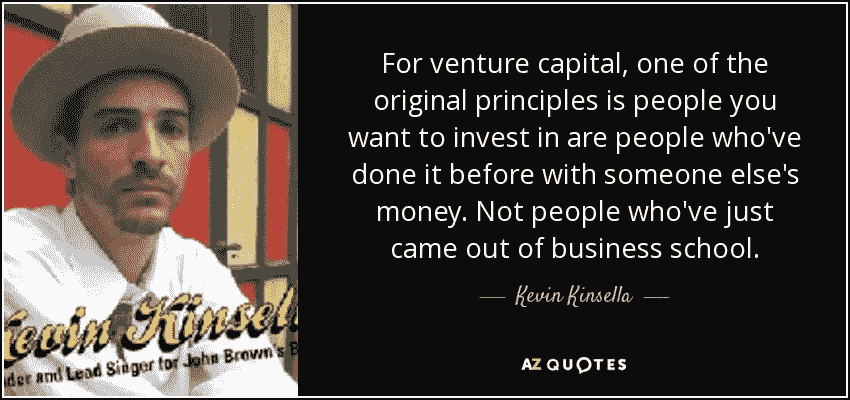 For venture capital, one of the
original principles is people you
want to invest in are people who've
done it before with someone else's
money. Not people who've just
came out of business school.
Kevin Kinsella
AZ QUOTES
Kevin Kinsell
der and Lead Singer for John Brown's B